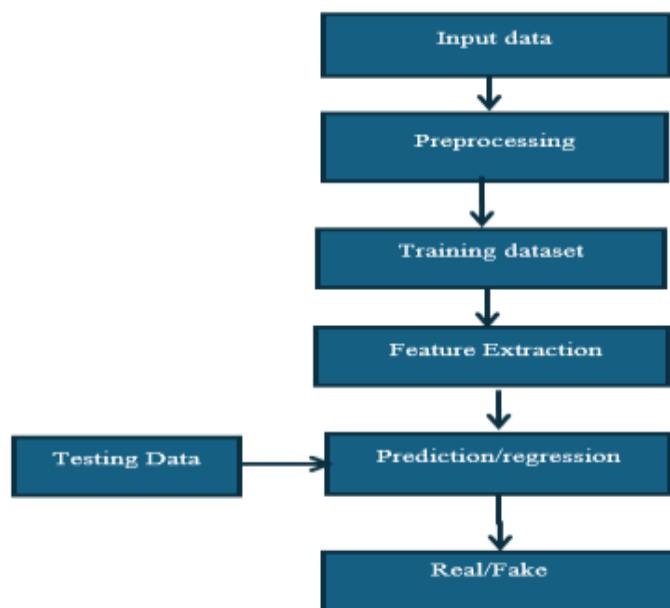 Input data
Preprocessing
Training dataset
Feature Extraction
Testing Data
Prediction/regression
Real/Fake